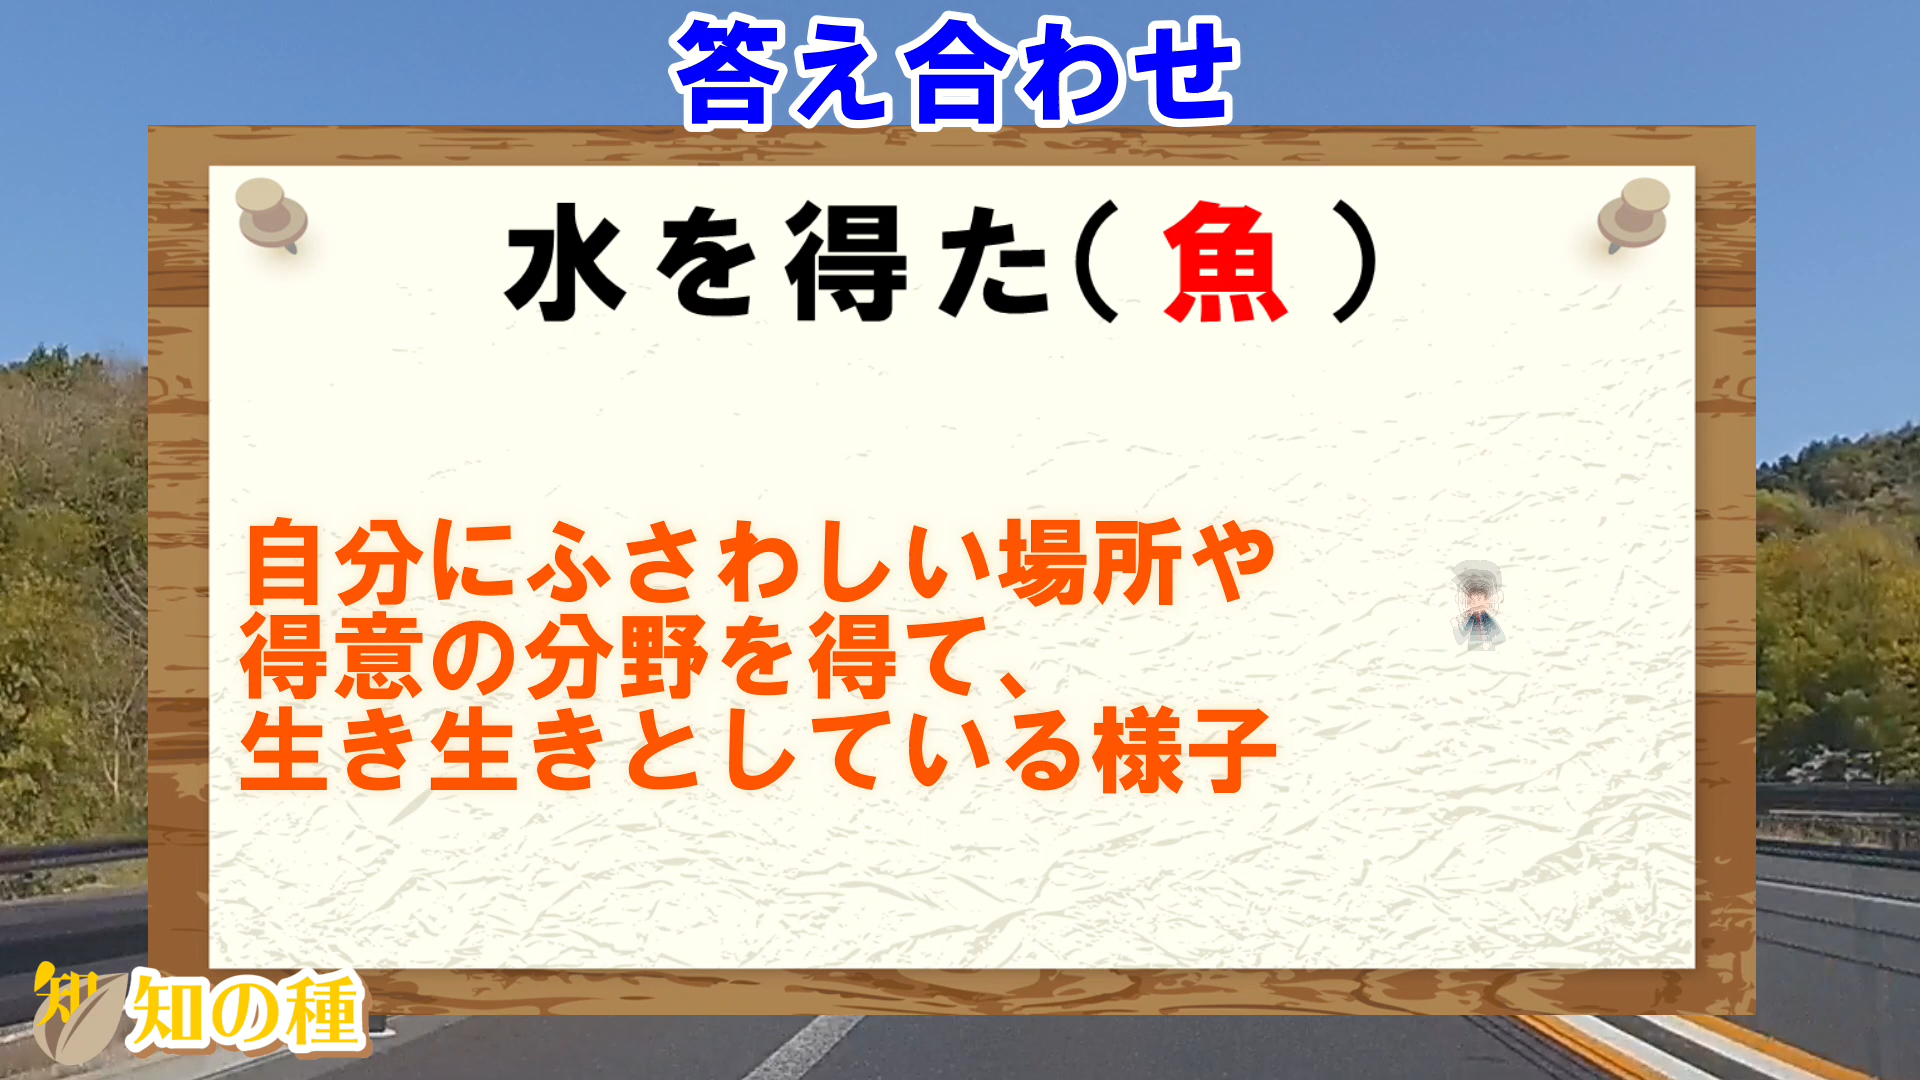 答え合わせ
水を得た( 魚 )
自分にふさわしい場所や
得意の分野を得て、
生き生きとしている様子
知 知の種